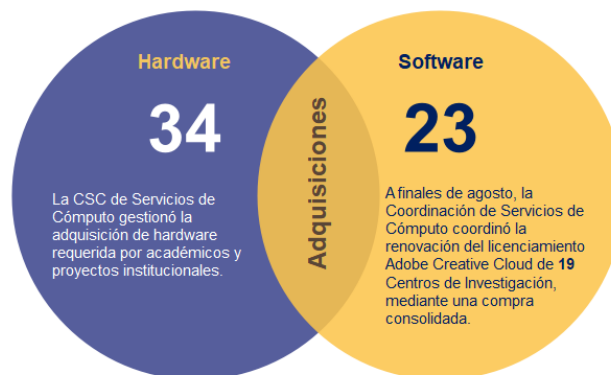 Hardware
34
La CSC de Servicios de
Cómputo gestionó la
adquisición de hardware
requerida por académicos y
proyectos institucionales.
Adquisiciones
Software
23
A finales de agosto, la
Coordinación de Servicios de
Cómputo coordinó la
renovación del licenciamiento
Adobe Creative Cloud de 19
Centros de Investigación,
mediante una compra
consolidada.